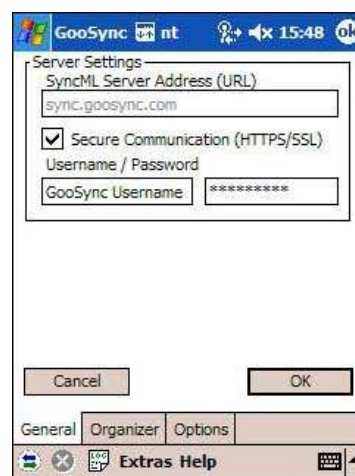 GooSync nt 15:48 ok
Server Settings
SyncML Server Address (URL)
sync.goosync.com
Secure Communication (HTTPS/SSL)
Username / Password
GooSync Username *********
Cancel OK
General Organizer Options
Extras Help